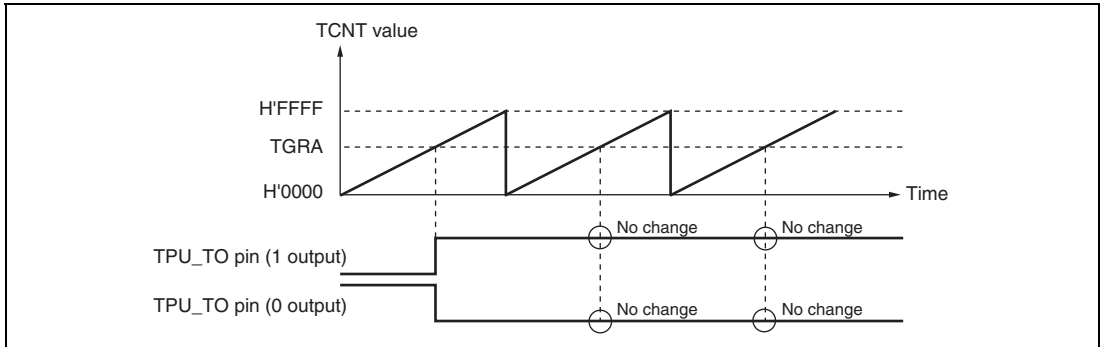 TCNT value
H'FFFF
TGRA
H'0000
Time
No change
No change
TPU_TO pin (1 output)
TPU_TO pin (0 output)
No change
No change